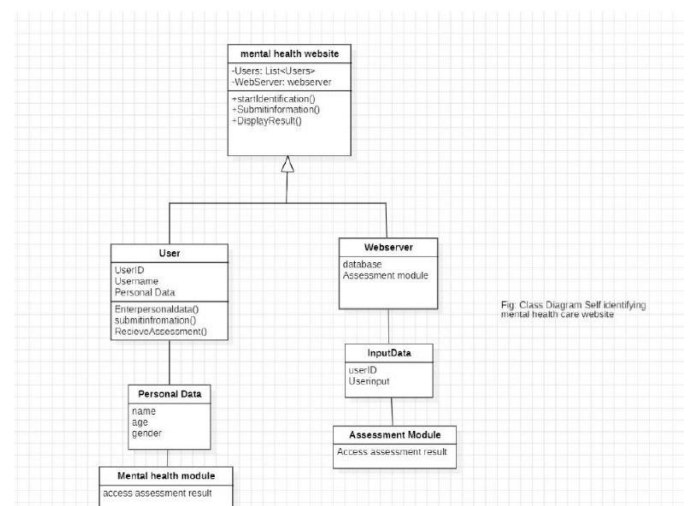 mental health website
-Users: List<Users>
-WebServer: webserver
+startIdentification()
+Submitinformation()
+DisplayResult()
User
UserID
Username
Personal Data
Enterpersonaldata()
submitinfromation()
RecieveAssessment()
Webserver
database
Assessment module
Fig: Class Diagram Self identifying
mental health care website
InputData
userID
Userinput
Personal Data
name
age
gender
Assessment Module
Access assessment result
Mental health module
access assessment result